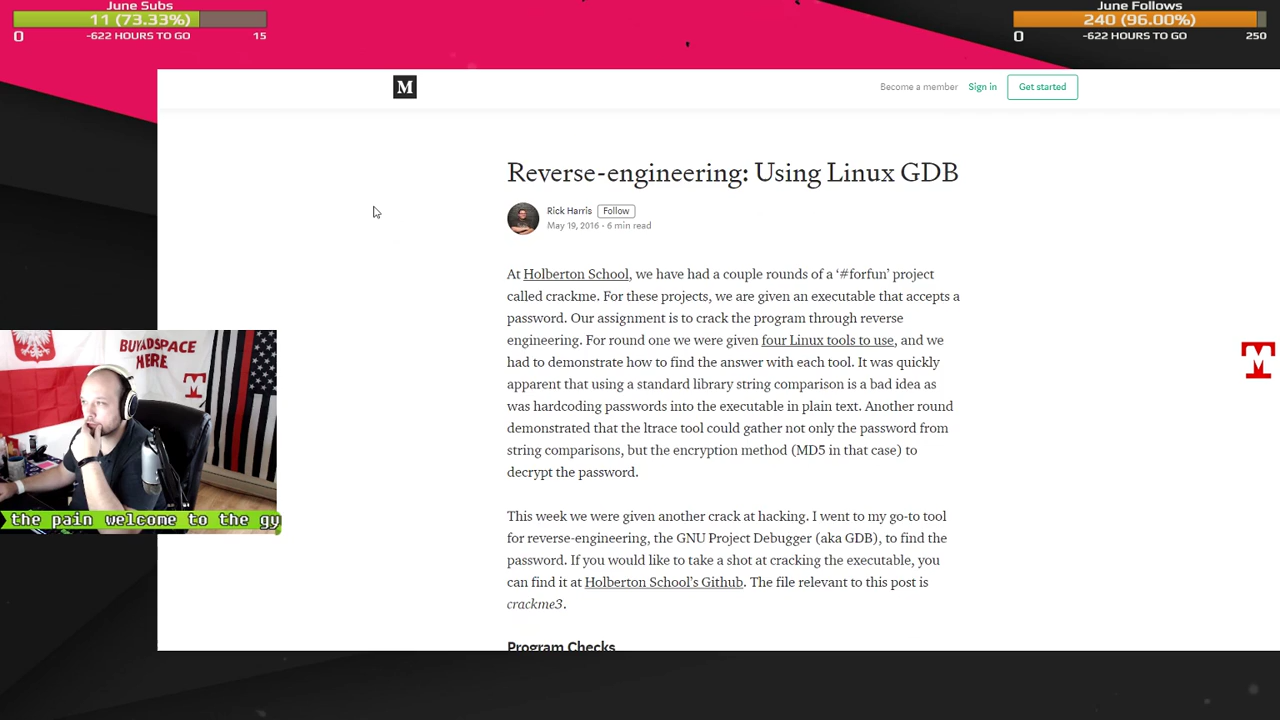 June Subs
11 (73.33%)
0
-622 HOURS TO GO
15
June Follows
240 (96.00%)
0
-622 HOURS TO GO
250
M
Become a member
Sign in
Get started
Reverse-engineering: Using Linux GDB
Rick Harris
Follow
May 19, 2016 · 6 min read
At Holberton School, we have had a couple rounds of a ‘#forfun’ project
called crackme. For these projects, we are given an executable that accepts a
password. Our assignment is to crack the program through reverse
engineering. For round one we were given four Linux tools to use, and we
had to demonstrate how to find the answer with each tool. It was quickly
apparent that using a standard library string comparison is a bad idea as
was hardcoding passwords into the executable in plain text. Another round
demonstrated that the ltrace tool could gather not only the password from
string comparisons, but the encryption method (MD5 in that case) to
decrypt the password.
This week we were given another crack at hacking. I went to my go-to tool
for reverse-engineering, the GNU Project Debugger (aka GDB), to find the
password. If you would like to take a shot at cracking the executable, you
can find it at Holberton School’s Github. The file relevant to this post is
crackme3.
Program Checks
BUY ADSPACE
HERE
the pain welcome to the gy